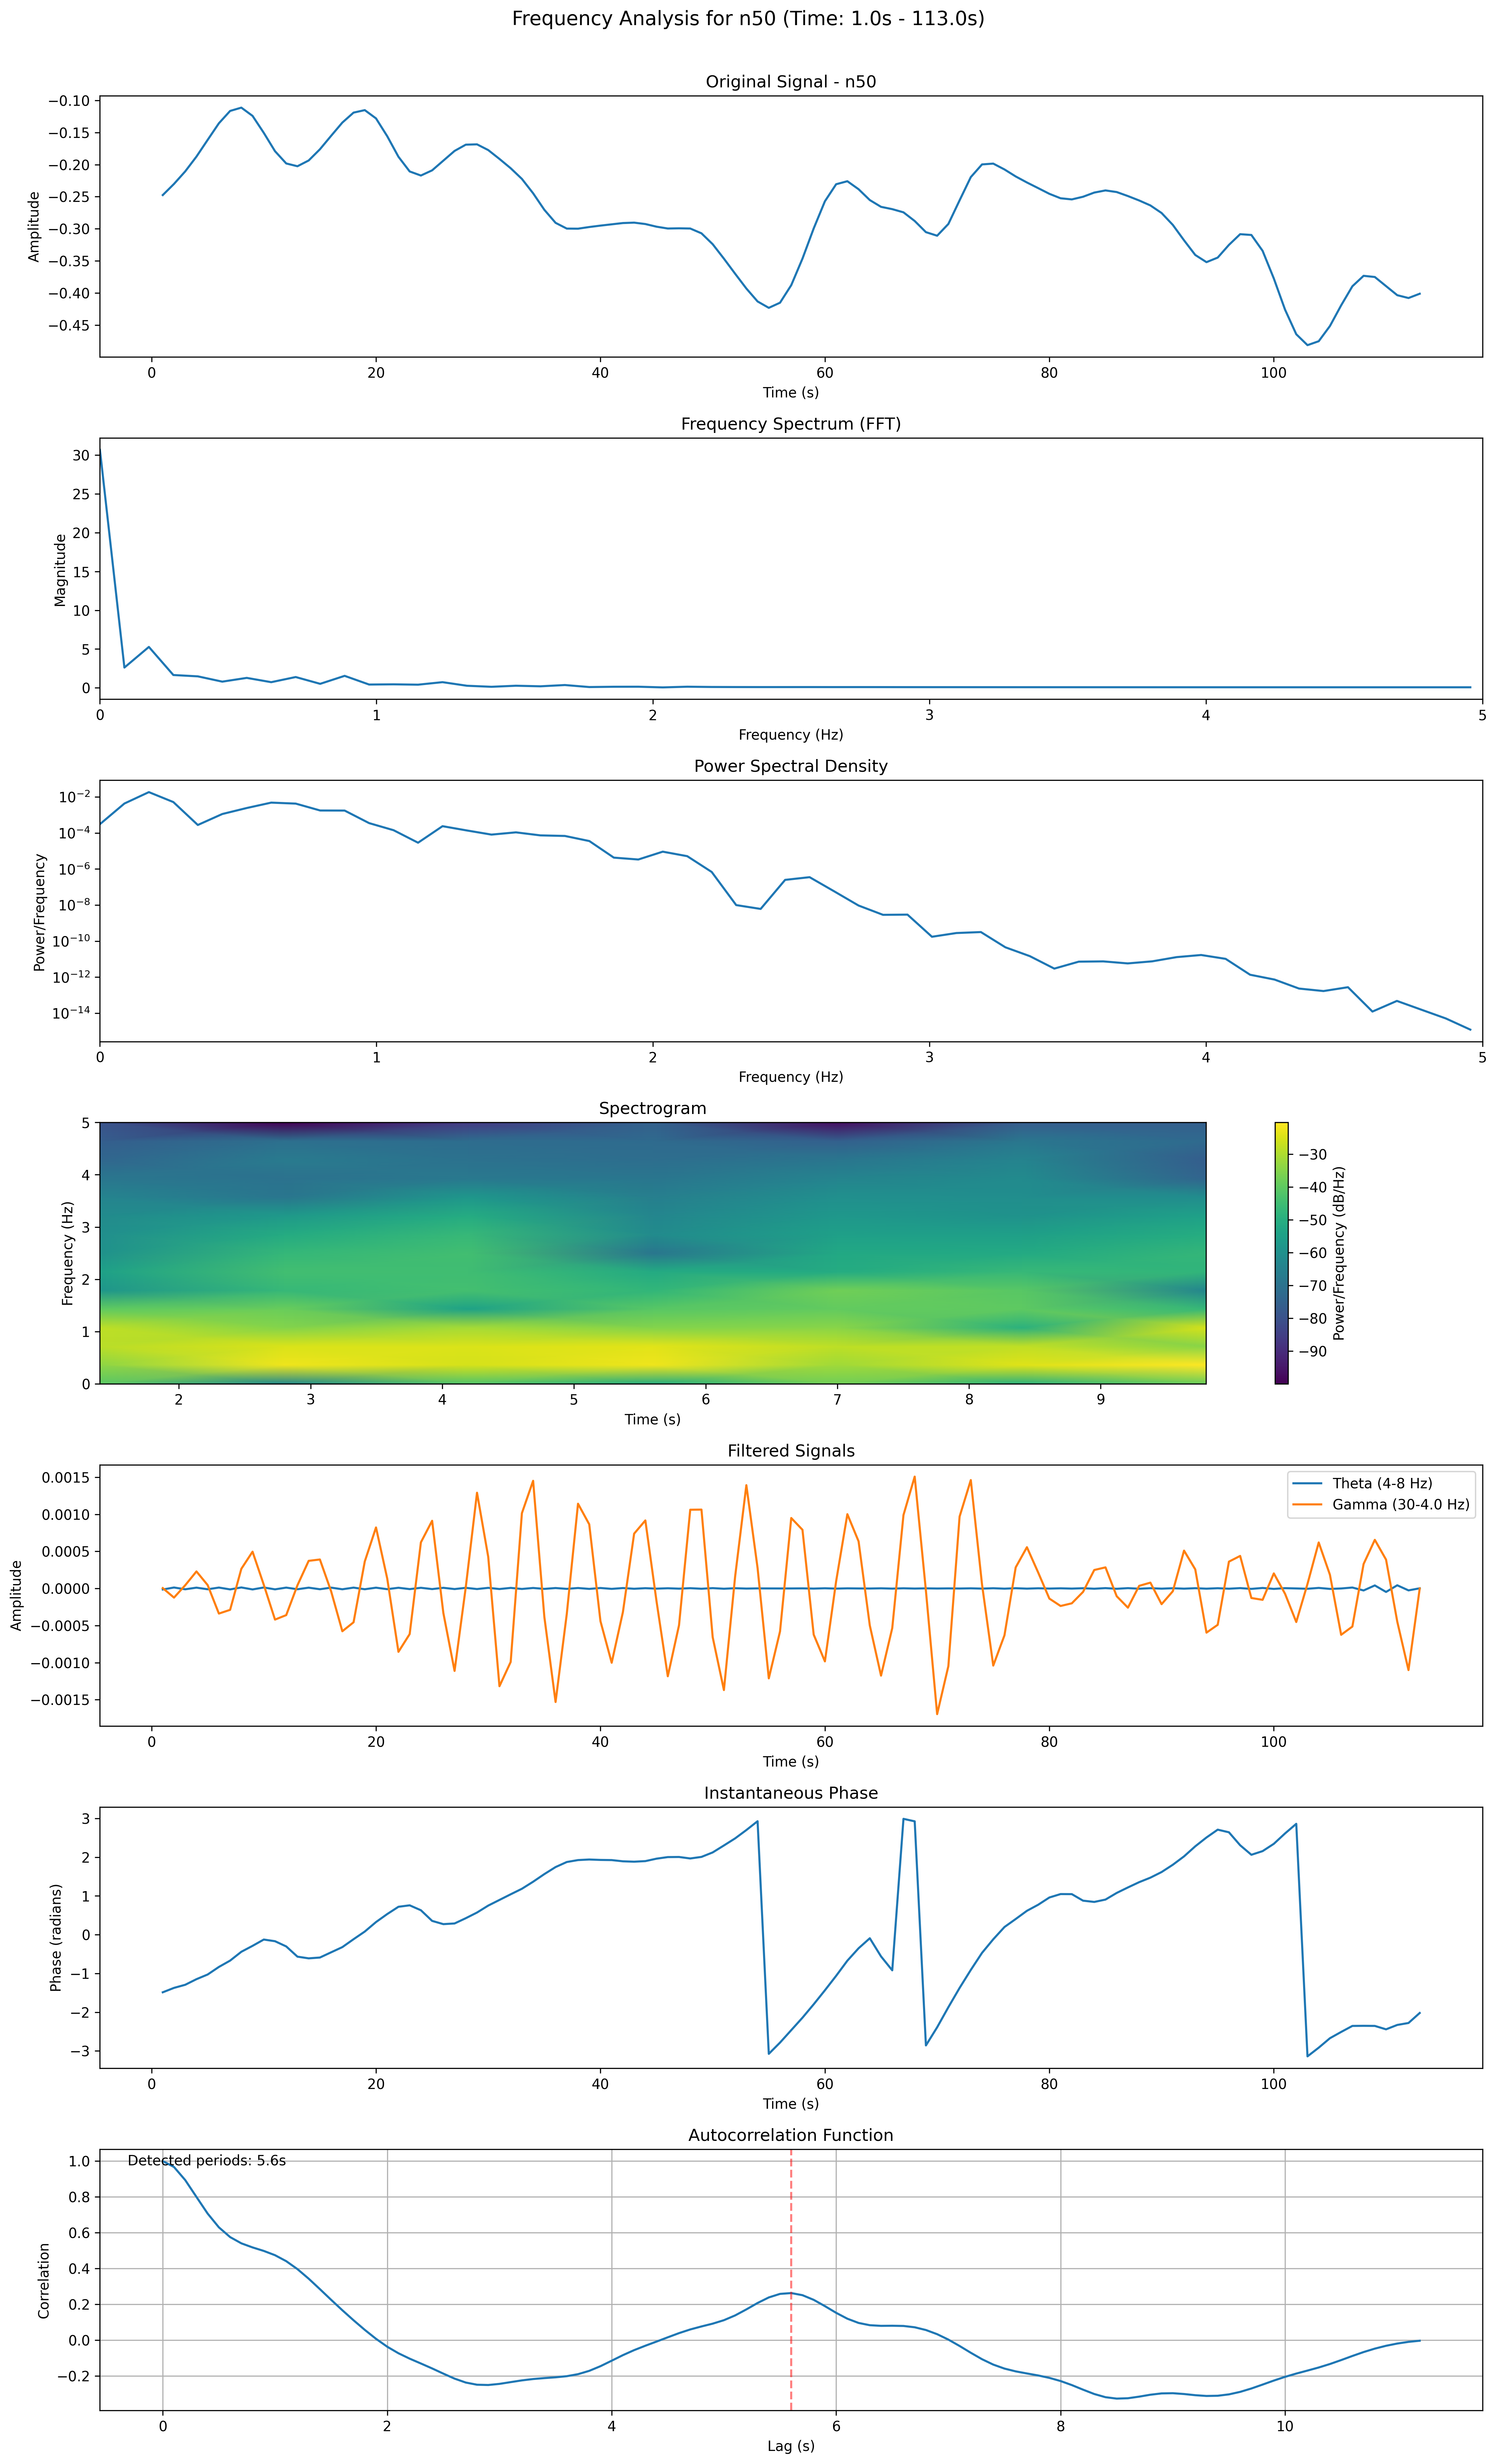 Frequency Analysis for n50 (Time: 1.0s - 113.0s)
Original Signal - n50
−0.10
−0.15
−0.20
−0.25
−0.30
−0.35
−0.40
−0.45
Amplitude
0 20 40 60 80 100
Time (s)
Frequency Spectrum (FFT)
30
25
20
15
10
5
0
Magnitude
0 1 2 3 4 5
Frequency (Hz)
Power Spectral Density
10⁻²
10⁻⁴
10⁻⁶
10⁻⁸
10⁻¹⁰
10⁻¹²
10⁻¹⁴
Power/Frequency
0 1 2 3 4 5
Frequency (Hz)
Spectrogram
5
4
3
2
1
0
Frequency (Hz)
2 3 4 5 6 7 8 9
Time (s)
−30
−40
−50
−60
−70
−80
−90
Power/Frequency (dB/Hz)
Filtered Signals
0.0015
0.0010
0.0005
0.0000
−0.0005
−0.0010
−0.0015
Amplitude
Theta (4-8 Hz)
Gamma (30-4.0 Hz)
0 20 40 60 80 100
Time (s)
Instantaneous Phase
3
2
1
0
−1
−2
−3
Phase (radians)
0 20 40 60 80 100
Time (s)
Autocorrelation Function
Detected periods: 5.6s
1.0
0.8
0.6
0.4
0.2
0.0
−0.2
Correlation
0 2 4 6 8 10
Lag (s)